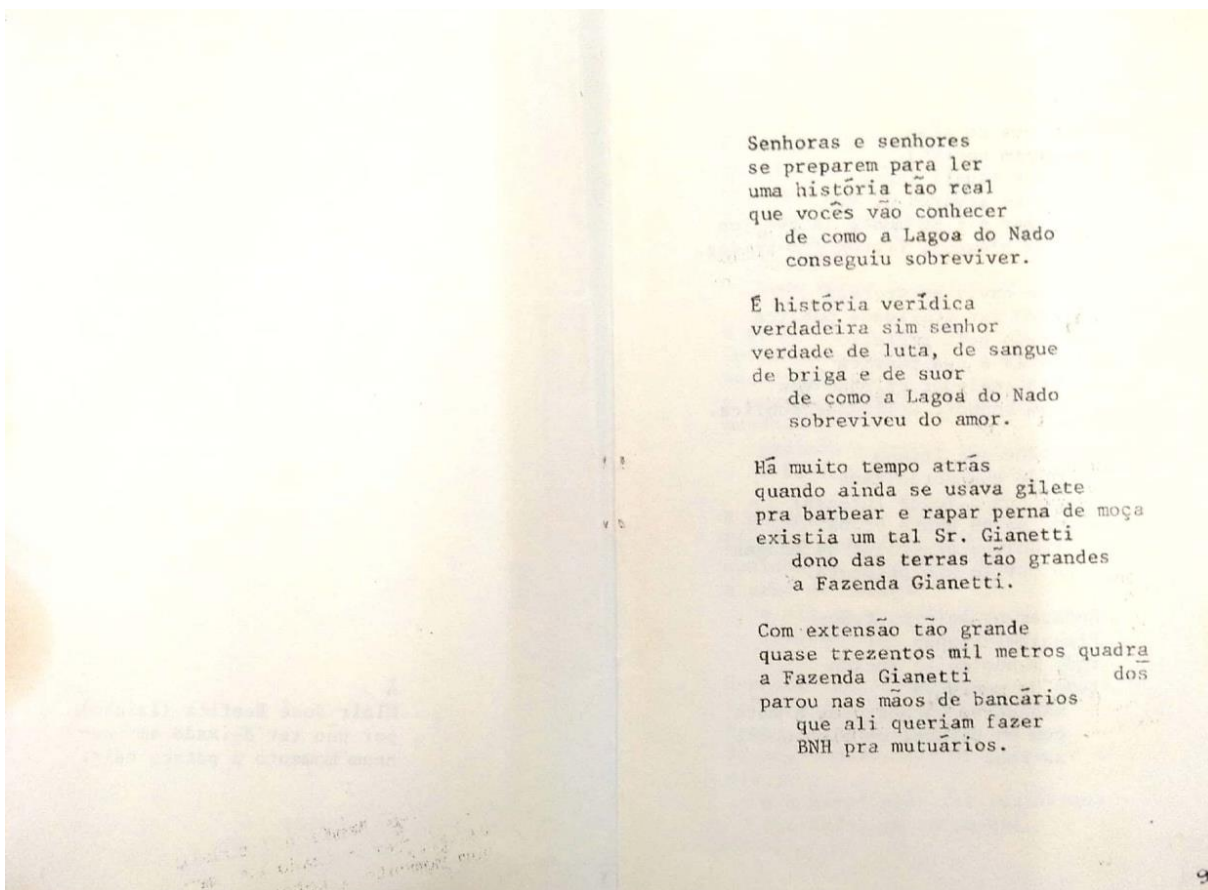 Senhoras e senhores
se preparem para ler
uma história tão real
que vocês vão conhecer
de como a Lagoa do Nado
conseguiu sobreviver.
É história verídica
verdadeira sim senhor
verdade de luta, de sangue
de briga e de suor
de como a Lagoa do Nado
sobreviveu do amor.
Há muito tempo atrás
quando ainda se usava gilete
pra barbear e rapar perna de moça
existia um tal Sr. Gianetti
dono das terras tão grandes
a Fazenda Gianetti.
Com extensão tão grande
quase trezentos mil metros quadra
a Fazenda Gianetti dos
parou nas mãos de bancários
que ali queriam fazer
BNH pra mutuários.
9